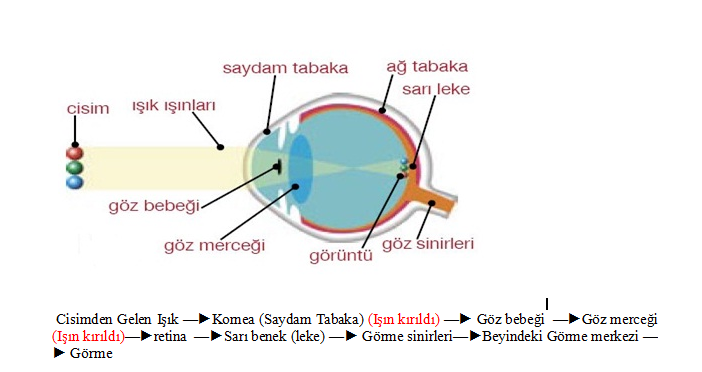 saydam tabaka
ağ tabaka
sarı leke
cisim
ışık ışınları
göz bebeği
göz merceği
görüntü
göz sinirleri
Cisimden Gelen Işık —►Kornea (Saydam Tabaka) (Işın kırıldı) —► Göz bebeği —►Göz merceği
(Işın kırıldı)—►retina —►Sarı benek (leke) —► Görme sinirleri—►Beyindeki Görme merkezi —
► Görme